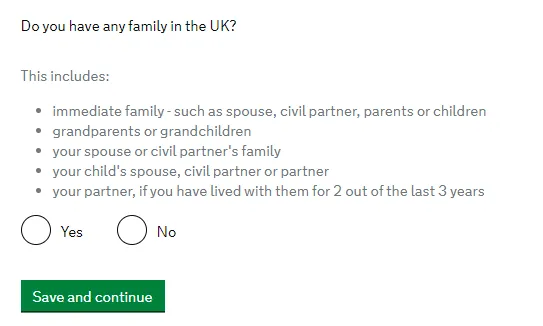 Do you have any family in the UK?
This includes:
• immediate family - such as spouse, civil partner, parents or children
• grandparents or grandchildren
• your spouse or civil partner's family
• your child's spouse, civil partner or partner
• your partner, if you have lived with them for 2 out of the last 3 years
Yes No
Save and continue